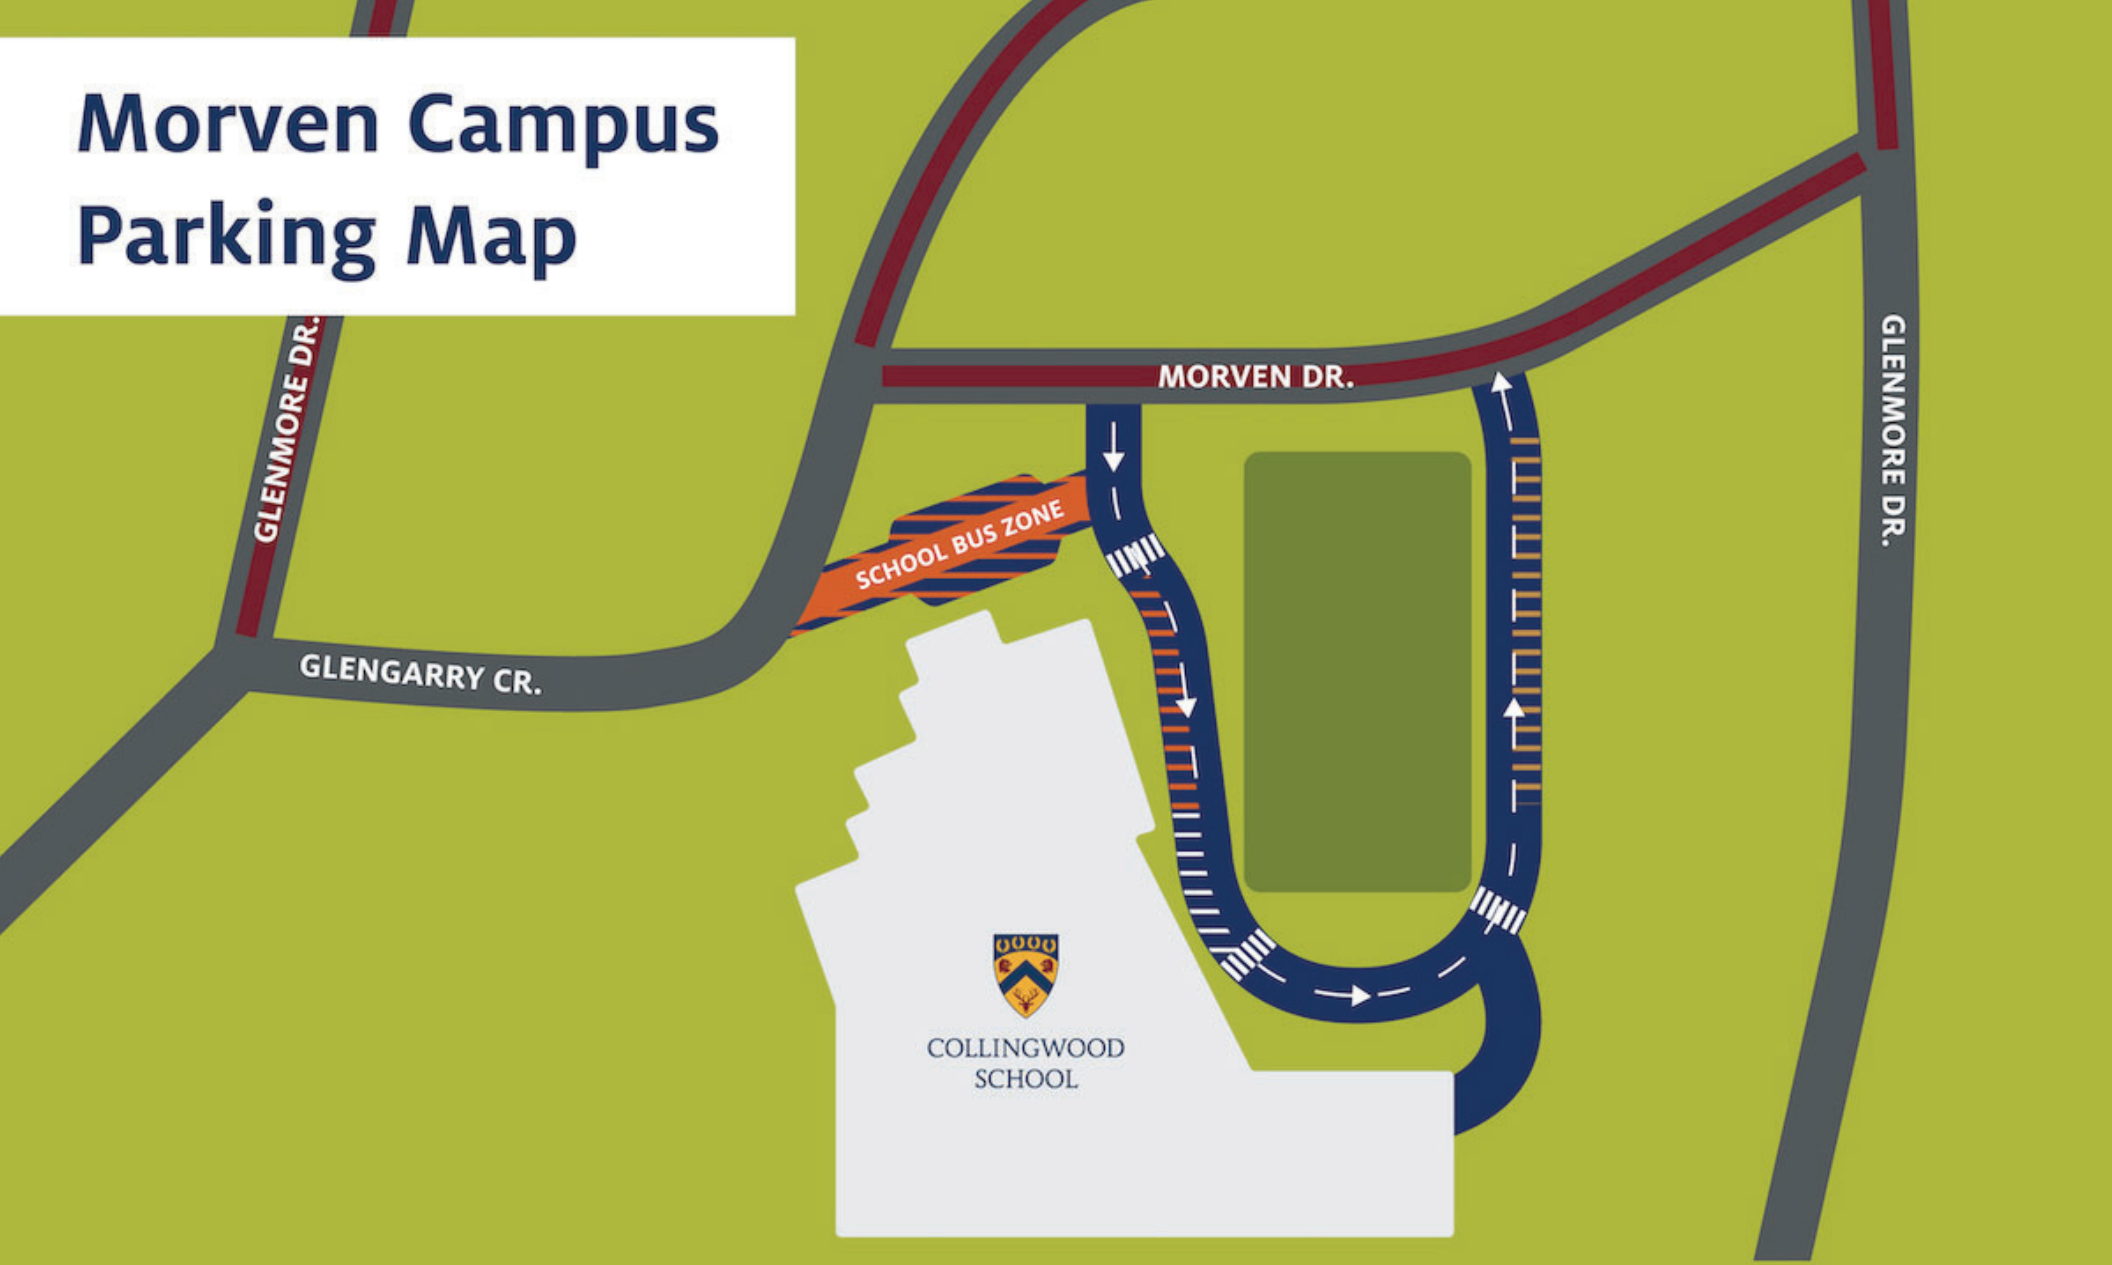 Morven Campus
Parking Map
GLENMORE DR.
MORVEN DR.
GLENMORE DR.
SCHOOL BUS ZONE
GLENGARRY CR.
COLLINGWOOD
SCHOOL